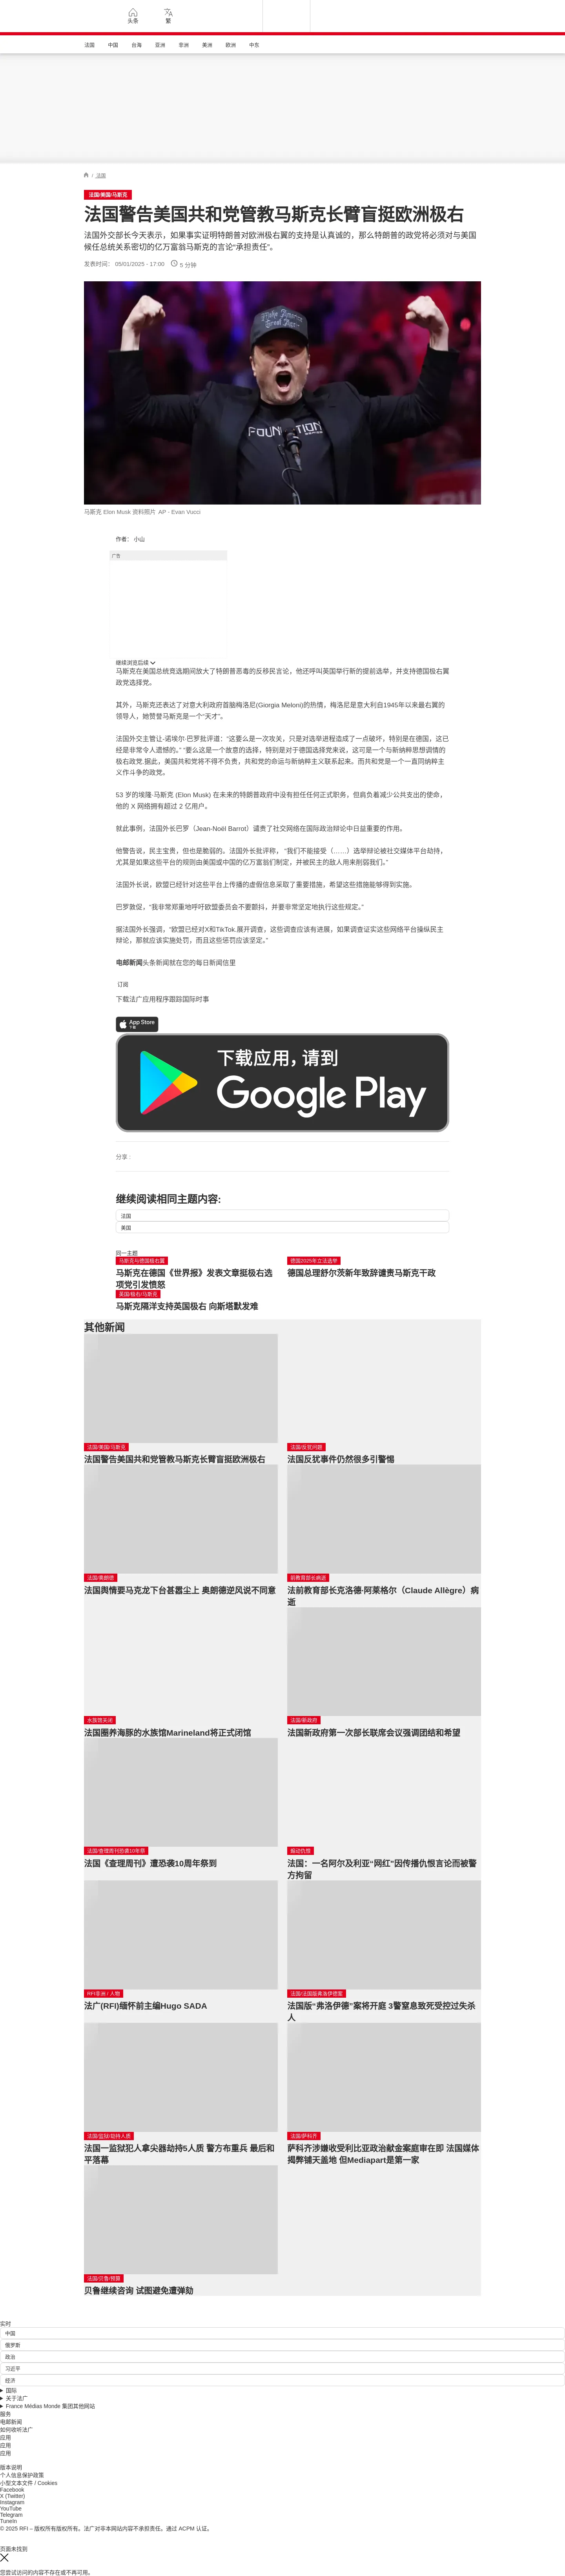 头条
繁
法国
中国
台海
亚洲
非洲
美洲
欧洲
中东
/ 法国
法国/美国/马斯克
法国警告美国共和党管教马斯克长臂盲挺欧洲极右
法国外交部长今天表示，如果事实证明特朗普对欧洲极右翼的支持是认真诚的，那么特朗普的政党将必须对与美国候任总统关系密切的亿万富翁马斯克的言论“承担责任”。
发表时间： 05/01/2025 - 17:00
5 分钟
FOUNDATION
马斯克 Elon Musk 资料照片 AP - Evan Vucci
作者： 小山
广告
继续浏览后续
马斯克在美国总统竞选期间放大了特朗普恶毒的反移民言论，他还呼叫英国举行新的提前选举，并支持德国极右翼政党选择党。
其外，马斯克还表达了对意大利政府首脑梅洛尼(Giorgia Meloni)的热情，梅洛尼是意大利自1945年以来最右翼的领导人，她赞誉马斯克是一个“天才”。
法国外交主管让-诺埃尔·巴罗批评道：“这要么是一次攻关，只是对选举进程造成了一点破坏，特别是在德国，这已经是非常令人遗憾的。” “要么这是一个故意的选择，特别是对于德国选择党来说，这可是一个与新纳粹思想调情的极右政党.据此，美国共和党将不得不负责，共和党的命运与新纳粹主义联系起来。而共和党是一个一直同纳粹主义作斗争的政党。
53 岁的埃隆·马斯克 (Elon Musk) 在未来的特朗普政府中没有担任任何正式职务，但肩负着减少公共支出的使命，他的 X 网络拥有超过 2 亿用户。
就此事例，法国外长巴罗（Jean-Noël Barrot）谴责了社交网络在国际政治辩论中日益重要的作用。
他警告说，民主宝贵，但也是脆弱的。法国外长批评称， “我们不能接受（……）选举辩论被社交媒体平台劫持，尤其是如果这些平台的规则由美国或中国的亿万富翁们制定，并被民主的敌人用来削弱我们。”
法国外长说，欧盟已经针对这些平台上传播的虚假信息采取了重要措施，希望这些措施能够得到实施。
巴罗敦促，“我非常郑重地呼吁欧盟委员会不要颤抖，并要非常坚定地执行这些规定。”
据法国外长强调，“欧盟已经对X和TikTok.展开调查，这些调查应该有进展，如果调查证实这些网络平台操纵民主辩论，那就应该实施处罚，而且这些惩罚应该坚定。”
电邮新闻头条新闻就在您的每日新闻信里
订阅
下载法广应用程序跟踪国际时事
App Store
下载
下载应用，请到
Google Play
分享 :
继续阅读相同主题内容:
法国
美国
同一主题
马斯克与德国极右翼
马斯克在德国《世界报》发表文章挺极右选项党引发愤怒
德国2025年立法选举
德国总理舒尔茨新年致辞谴责马斯克干政
英国/极右/马斯克
马斯克隔洋支持英国极右 向斯塔默发难
其他新闻
法国/美国/马斯克
法国警告美国共和党管教马斯克长臂盲挺欧洲极右
法国/反犹问题
法国反犹事件仍然很多引警惕
法国/奥朗德
法国舆情要马克龙下台甚嚣尘上 奥朗德逆风说不同意
前教育部长病逝
法前教育部长克洛德·阿莱格尔（Claude Allègre）病逝
水族馆关闭
法国圈养海豚的水族馆Marineland将正式闭馆
法国/新政府
法国新政府第一次部长联席会议强调团结和希望
法国/查理周刊恐袭10年祭
法国《查理周刊》遭恐袭10周年祭到
煽动仇恨
法国：一名阿尔及利亚“网红”因传播仇恨言论而被警方拘留
RFI非洲 / 人物
法广(RFI)缅怀前主编Hugo SADA
法国/法国版弗洛伊德案
法国版“弗洛伊德”案将开庭 3警窒息致死受控过失杀人
法国/监狱/劫持人质
法国一监狱犯人拿尖器劫持5人质 警方布重兵 最后和平落幕
法国/萨科齐
萨科齐涉嫌收受利比亚政治献金案庭审在即 法国媒体揭弊铺天盖地 但Mediapart是第一家
法国/贝鲁/预算
贝鲁继续咨询 试图避免遭弹劾
实时
中国
俄罗斯
政治
习近平
经济
国际
关于法广
France Médias Monde 集团其他网站
服务
电邮新闻
如何收听法广
应用
应用
应用
版本说明
个人信息保护政策
小型文本文件 / Cookies
Facebook
X (Twitter)
Instagram
YouTube
Telegram
TuneIn
© 2025 RFI – 版权所有版权所有。法广对非本网站内容不承担责任。通过 ACPM 认证。
页面未找到
您尝试访问的内容不存在或不再可用。